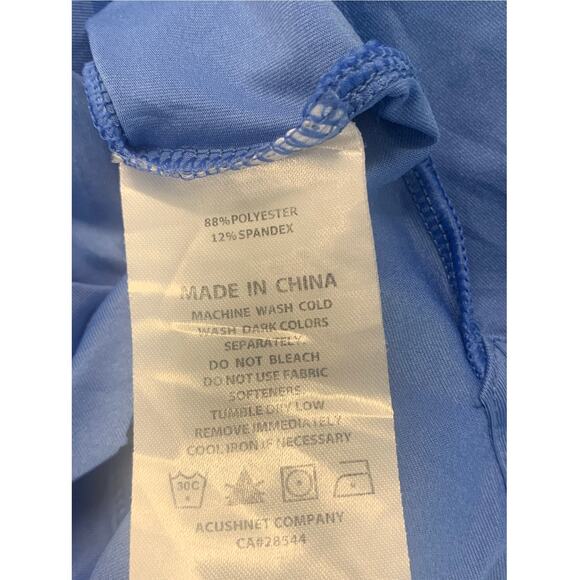 88%POLYESTER
12%SPANDEX
MADE IN CHINA
MACHINE WASH COLD
WASH DARK COLORS
SEPARATELY.
DO NOT BLEACH
DO NOT USE FABRIC
SOFTENERS
TUMBLE DRY LOW
REMOVE IMMEDIATELY
COOL IRON IF NECESSARY
30C
ACUSHNET COMPANY
CA#28544